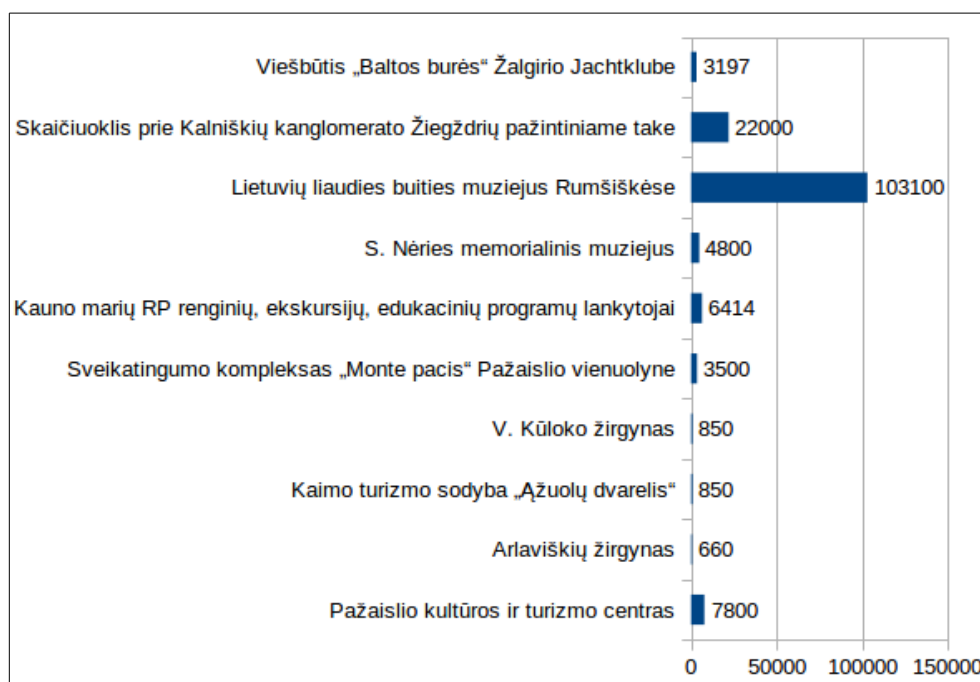 Viešbūtis „Baltos burės“ Žalgirio Jachtklube 3197
Skaičiuoklis prie Kalniškių kanglomerato Žiegždrių pažintiniame take 22000
Lietuvių liaudies buities muziejus Rumšiškėse 103100
S. Nėries memorialinis muziejus 4800
Kauno marių RP renginių, ekskursijų, edukacinių programų lankytojai 6414
Sveikatingumo kompleksas „Monte pacis“ Pažaislio vienuolyne 3500
V. Kūloko žirgynas 850
Kaimo turizmo sodyba „Ąžuolų dvarelis“ 850
Arlaviškių žirgynas 660
Pažaislio kultūros ir turizmo centras 7800
0 50000 100000 150000